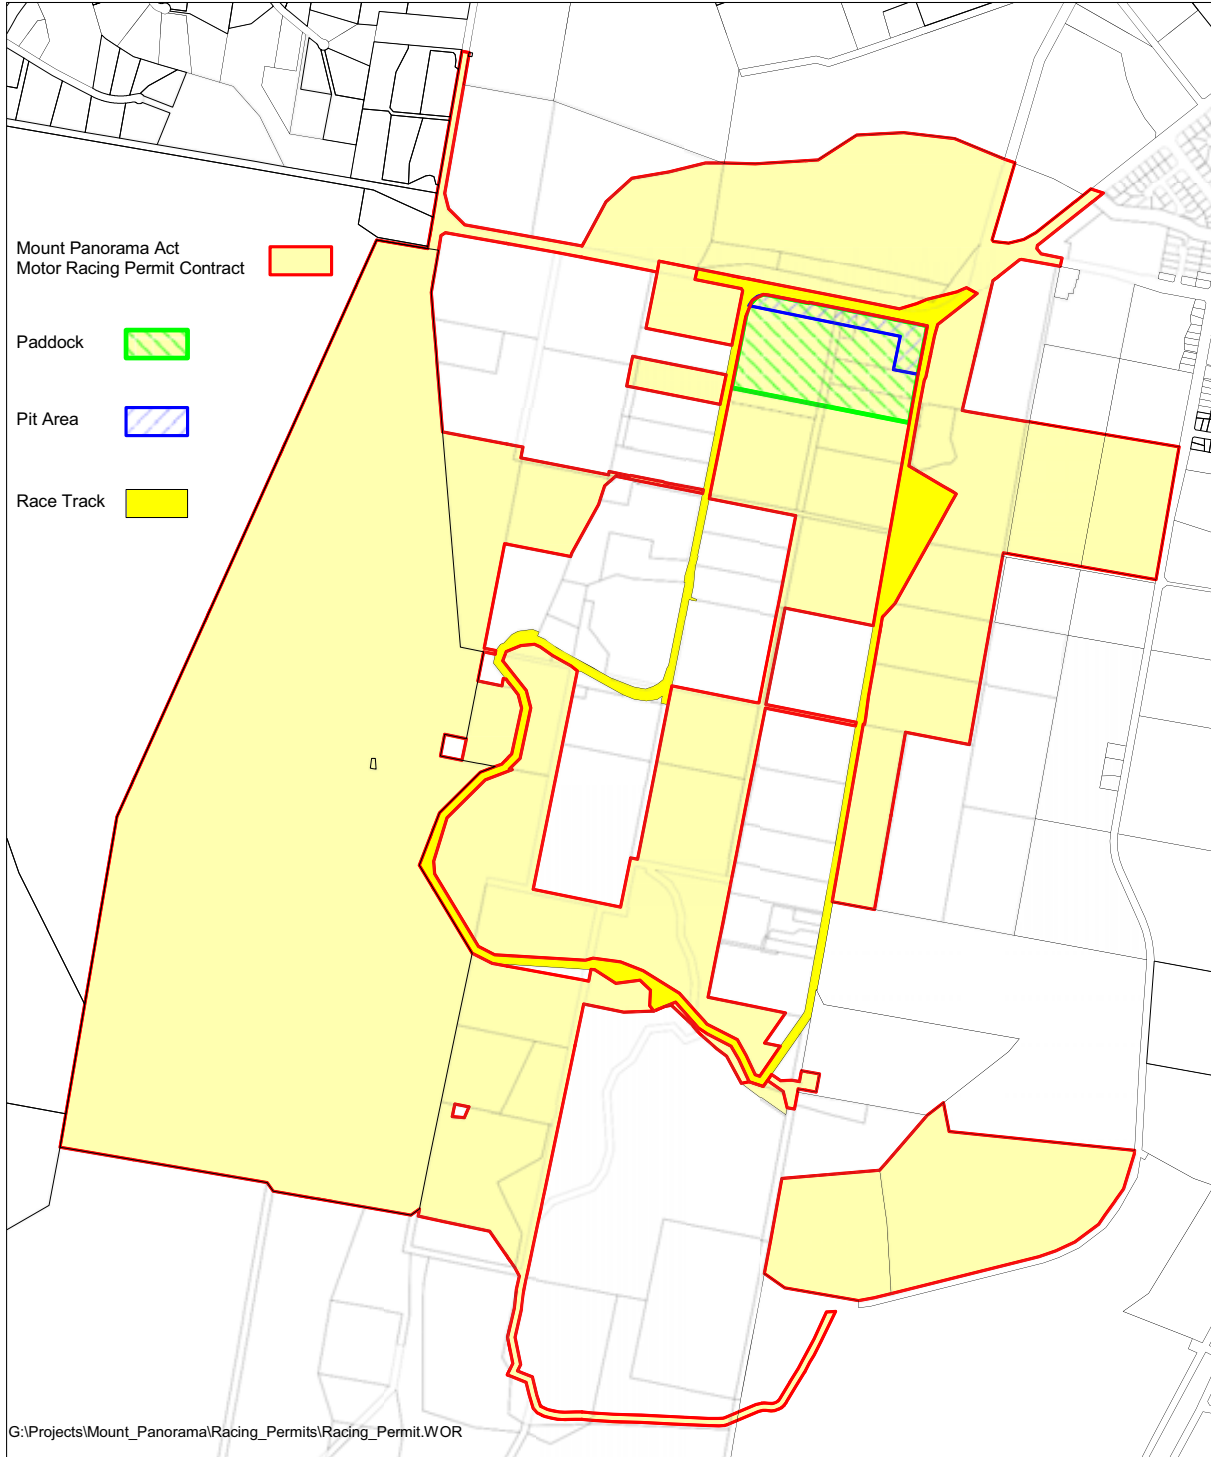 Mount Panorama Act
Motor Racing Permit Contract
Paddock
Pit Area
Race Track
G:\Projects\Mount_Panorama\Racing_Permits\Racing_Permit.WOR